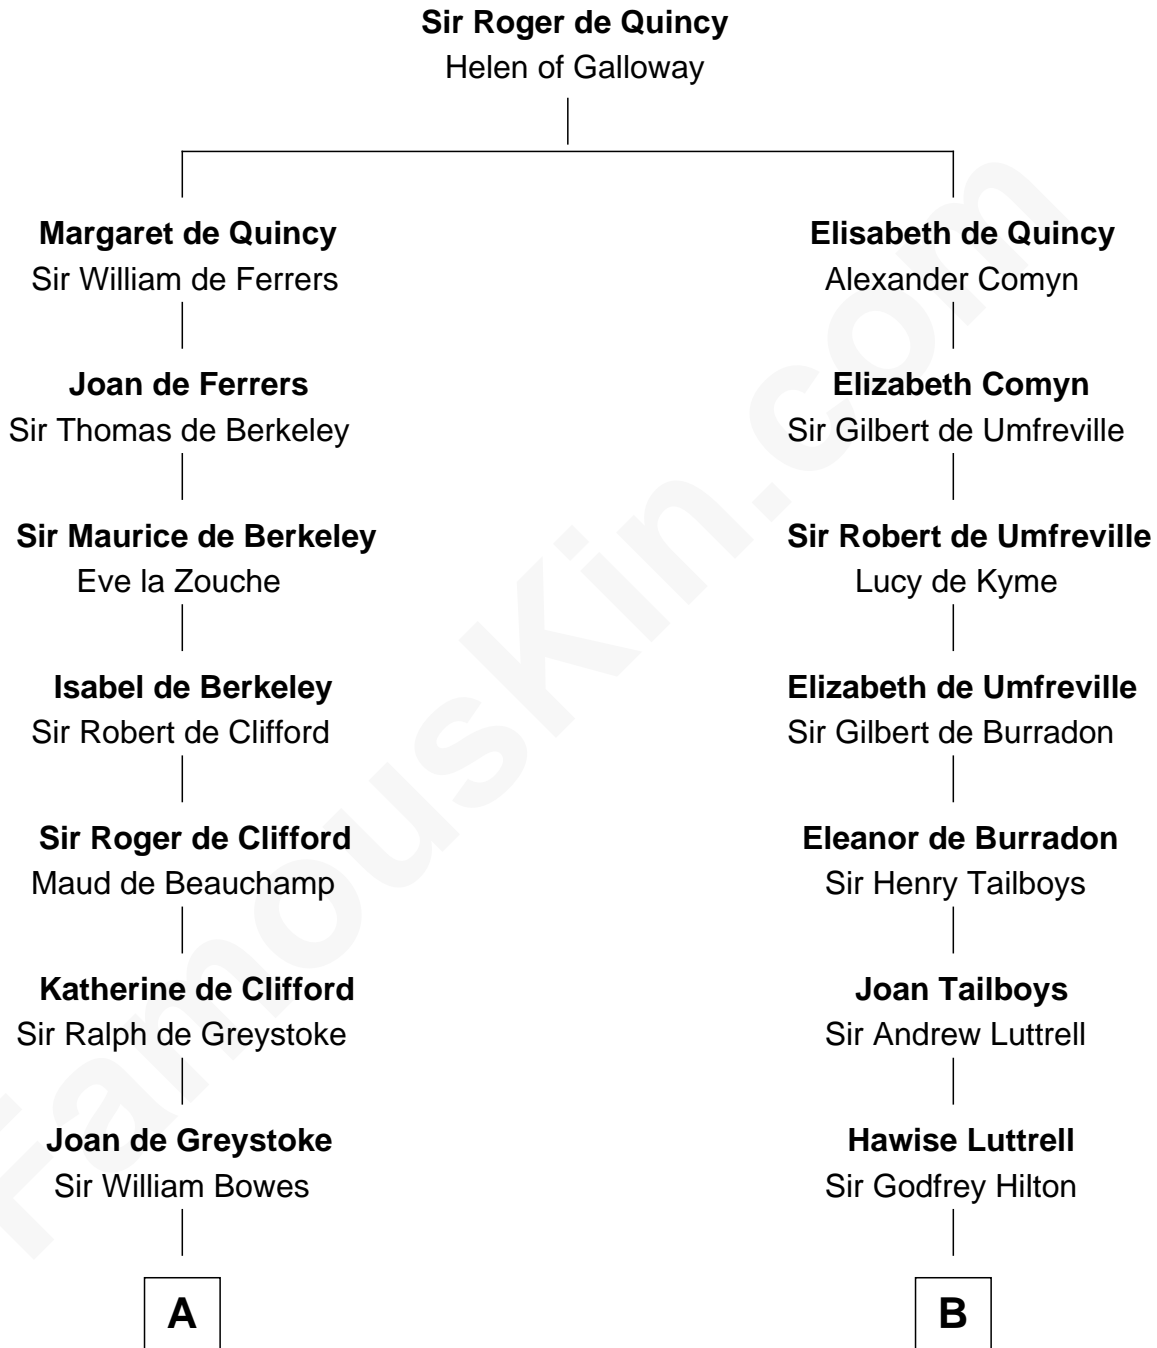 Sir Roger de Quincy
Helen of Galloway
Margaret de Quincy
Sir William de Ferrers
Elisabeth de Quincy
Alexander Comyn
Joan de Ferrers
Sir Thomas de Berkeley
Elizabeth Comyn
Sir Gilbert de Umfreville
Sir Maurice de Berkeley
Eve la Zouche
Sir Robert de Umfreville
Lucy de Kyme
Isabel de Berkeley
Sir Robert de Clifford
Elizabeth de Umfreville
Sir Gilbert de Burradon
Sir Roger de Clifford
Maud de Beauchamp
Eleanor de Burradon
Sir Henry Tailboys
Katherine de Clifford
Sir Ralph de Greystoke
Joan Tailboys
Sir Andrew Luttrell
Joan de Greystoke
Sir William Bowes
Hawise Luttrell
Sir Godfrey Hilton
A
B
FamousKin.com